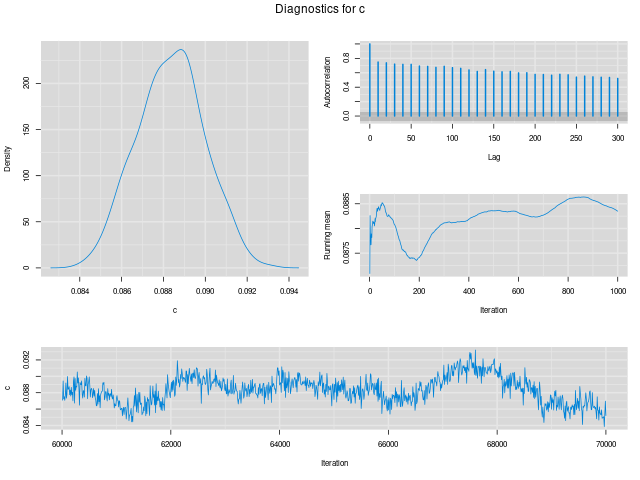 Diagnostics for c
Density
0 50 100 150 200
0.084 0.086 0.088 0.090 0.092 0.094
c
Autocorrelation
0.0 0.4 0.8
0 50 100 150 200 250 300
Lag
Running mean
0.0875 0.0885
0 200 400 600 800 1000
Iteration
c
0.084 0.088 0.092
60000 62000 64000 66000 68000 70000
Iteration